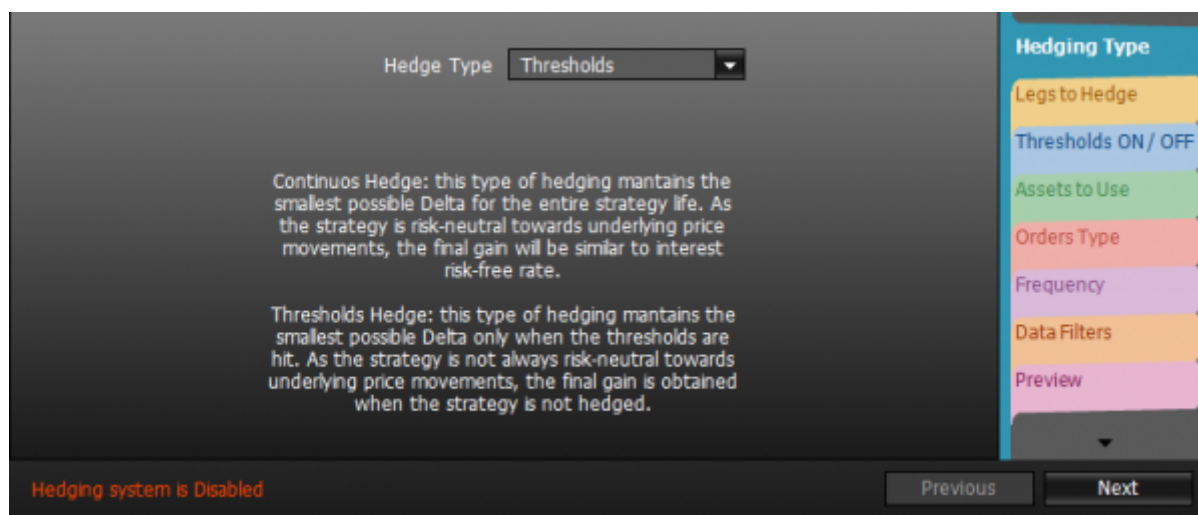 Hedge Type Thresholds
Continuos Hedge: this type of hedging mantains the
smallest possible Delta for the entire strategy life. As
the strategy is risk-neutral towards underlying price
movements, the final gain will be similar to interest
risk-free rate.
Thresholds Hedge: this type of hedging mantains the
smallest possible Delta only when the thresholds are
hit. As the strategy is not always risk-neutral towards
underlying price movements, the final gain is obtained
when the strategy is not hedged.
Hedging Type
Legs to Hedge
Thresholds ON / OFF
Assets to Use
Orders Type
Frequency
Data Filters
Preview
Hedging system is Disabled
Previous
Next